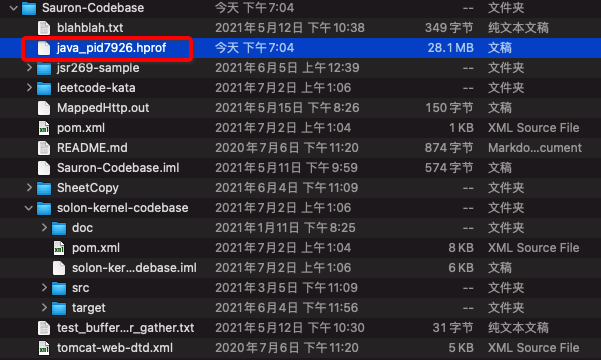 Sauron-Codebase 今天 下午7:04 -- 文件夹
blahblah.txt 2021年5月12日 下午10:38 349 字节 纯文本文稿
java_pid7926.hprof 今天 下午7:04 28.1 MB 文稿
jsr269-sample 2021年6月5日 上午12:39 -- 文件夹
leetcode-kata 2021年7月2日 上午1:06 -- 文件夹
MappedHttp.out 2021年5月15日 下午8:26 150 字节 文稿
pom.xml 2021年7月2日 上午1:04 1 KB XML Source File
README.md 2020年7月6日 下午11:20 874 字节 Markdo...cument
Sauron-Codebase.iml 2021年5月11日 下午9:59 574 字节 文稿
SheetCopy 2021年6月4日 下午11:09 -- 文件夹
solon-kernel-codebase 2021年7月2日 上午1:06 -- 文件夹
doc 2021年1月11日 下午8:25 -- 文件夹
pom.xml 2021年7月2日 上午1:04 8 KB XML Source File
solon-ker...debase.iml 2021年7月2日 上午1:06 6 KB 文稿
src 2021年3月5日 下午11:09 -- 文件夹
target 2021年6月4日 下午11:56 -- 文件夹
test_buffer...r_gather.txt 2021年5月12日 下午10:30 31 字节 纯文本文稿
tomcat-web-dtd.xml 2020年7月6日 下午11:20 5 KB XML Source File